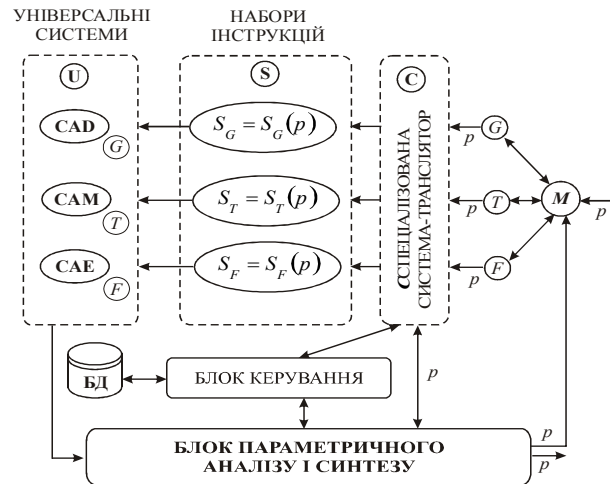 УНІВЕРСАЛЬНІ
СИСТЕМИ
НАБОРИ
ІНСТРУКЦІЙ
U
S
C
CAD
G
S_G = S_G(p)
p
G
CAM
T
S_T = S_T(p)
p
T
M
p
CAE
F
S_F = S_F(p)
p
F
CСПЕЦІАЛІЗОВАНА
СИСТЕМА-ТРАНСЛЯТОР
БД
БЛОК КЕРУВАННЯ
p
БЛОК ПАРАМЕТРИЧНОГО
АНАЛІЗУ І СИНТЕЗУ
p
p